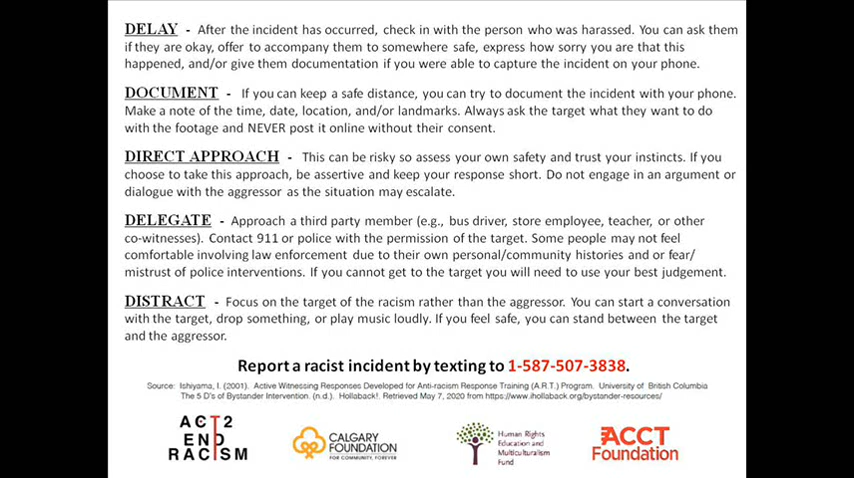 DELAY - After the incident has occurred, check in with the person who was harassed. You can ask them
if they are okay, offer to accompany them to somewhere safe, express how sorry you are that this
happened, and/or give them documentation if you were able to capture the incident on your phone.
DOCUMENT - If you can keep a safe distance, you can try to document the incident with your phone.
Make a note of the time, date, location, and/or landmarks. Always ask the target what they want to do
with the footage and NEVER post it online without their consent.
DIRECT APPROACH - This can be risky so assess your own safety and trust your instincts. If you
choose to take this approach, be assertive and keep your response short. Do not engage in an argument or
dialogue with the aggressor as the situation may escalate.
DELEGATE - Approach a third party member (e.g., bus driver, store employee, teacher, or other
co-witnesses). Contact 911 or police with the permission of the target. Some people may not feel
comfortable involving law enforcement due to their own personal/community histories and or fear/
mistrust of police interventions. If you cannot get to the target you will need to use your best judgement.
DISTRACT - Focus on the target of the racism rather than the aggressor. You can start a conversation
with the target, drop something, or play music loudly. If you feel safe, you can stand between the target
and the aggressor.
Report a racist incident by texting to 1-587-507-3838.
Source: Ishiyama, I. (2001). Active Witnessing Responses Developed for Anti-racism Response Training (A.R.T.) Program. University of British Columbia
The 5 D's of Bystander Intervention. (n.d.). Hollaback!. Retrieved May 7, 2020 from https://www.ihollaback.org/bystander-resources/
ACT2
END
RACISM
CALGARY
FOUNDATION
FOR COMMUNITY, FOREVER
Human Rights
Education and
Multiculturalism
Fund
ACCT
Foundation